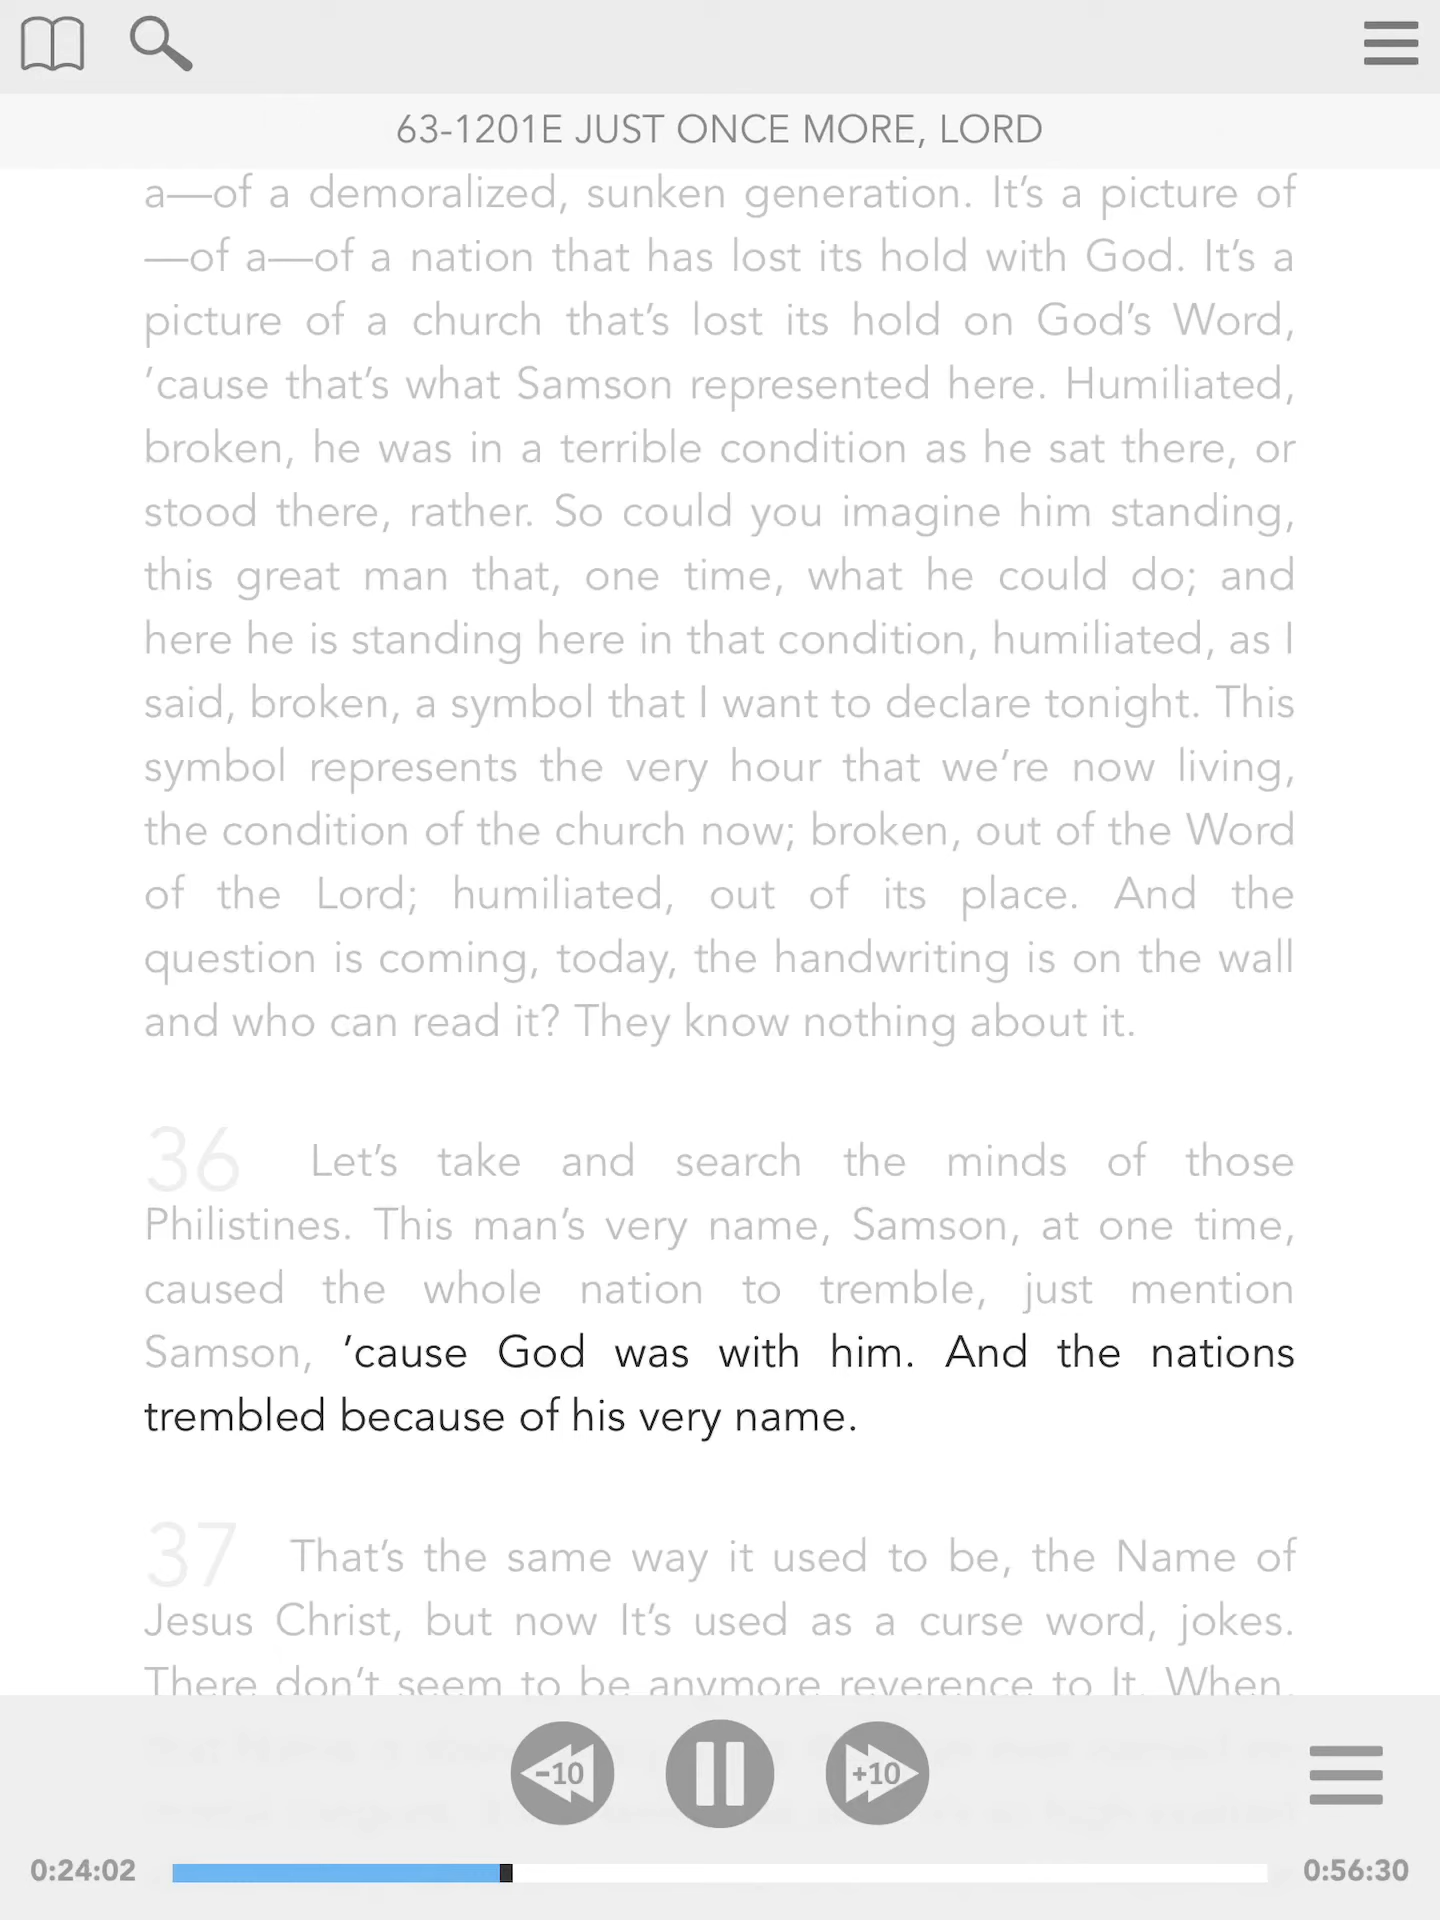 63-1201E JUST ONCE MORE, LORD
a—of a demoralized, sunken generation. It’s a picture of
—of a—of a nation that has lost its hold with God. It’s a
picture of a church that’s lost its hold on God’s Word,
’cause that’s what Samson represented here. Humiliated,
broken, he was in a terrible condition as he sat there, or
stood there, rather. So could you imagine him standing,
this great man that, one time, what he could do; and
here he is standing here in that condition, humiliated, as I
said, broken, a symbol that I want to declare tonight. This
symbol represents the very hour that we’re now living,
the condition of the church now; broken, out of the Word
of the Lord; humiliated, out of its place. And the
question is coming, today, the handwriting is on the wall
and who can read it? They know nothing about it.
36 Let’s take and search the minds of those
Philistines. This man’s very name, Samson, at one time,
caused the whole nation to tremble, just mention
Samson, ’cause God was with him. And the nations
trembled because of his very name.
37 That’s the same way it used to be, the Name of
Jesus Christ, but now It’s used as a curse word, jokes.
There don’t seem to be anymore reverence to It. When,
-10 +10
0:24:02 0:56:30